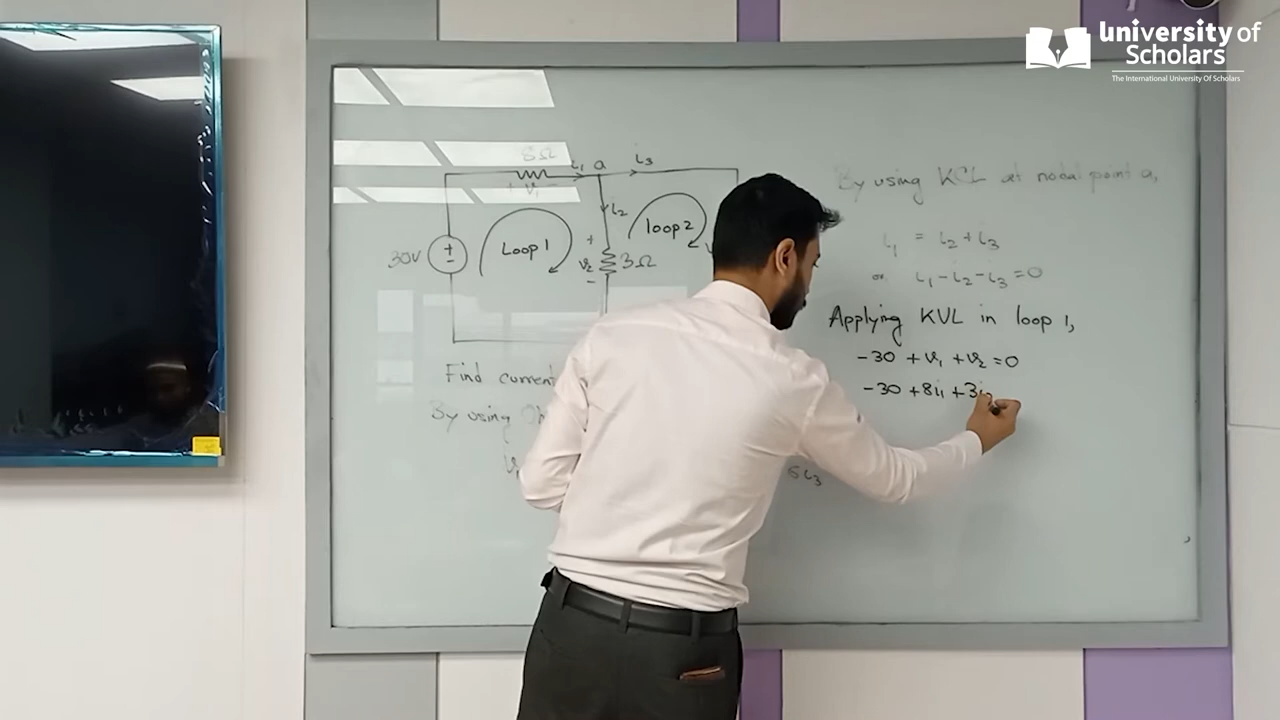 University of
Scholars
The International University Of Scholars
8Ω
i₁ a i₃
+ v₁ -
i₂
30V
+
-
Loop 1
+
v₂
-
3Ω
loop 2
Find current
By using
5i₃
By using KCL at nodal point a,
i₁ = i₂ + i₃
or i₁ - i₂ - i₃ = 0
Applying KVL in loop 1,
-30 + v₁ + v₂ = 0
-30 + 8i₁ + 3i₂